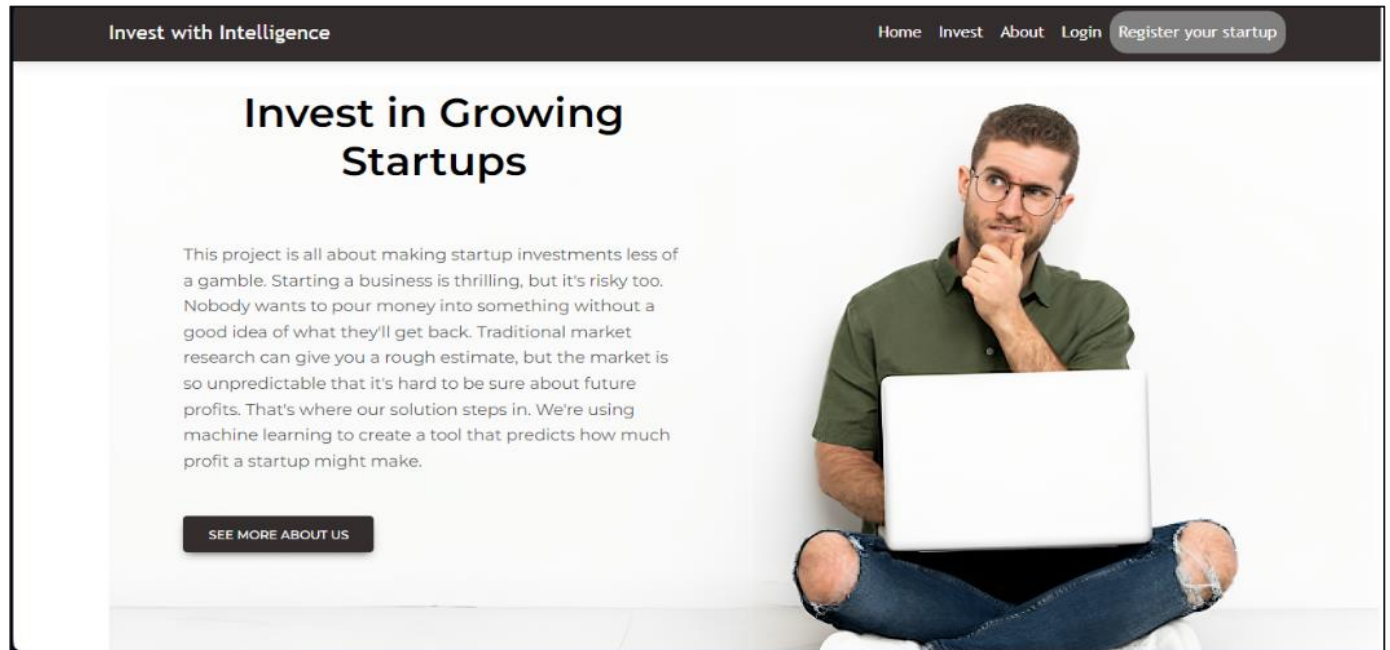 Invest with Intelligence
Home Invest About Login Register your startup
Invest in Growing
Startups
This project is all about making startup investments less of
a gamble. Starting a business is thrilling, but it's risky too.
Nobody wants to pour money into something without a
good idea of what they'll get back. Traditional market
research can give you a rough estimate, but the market is
so unpredictable that it's hard to be sure about future
profits. That's where our solution steps in. We're using
machine learning to create a tool that predicts how much
profit a startup might make.
SEE MORE ABOUT US